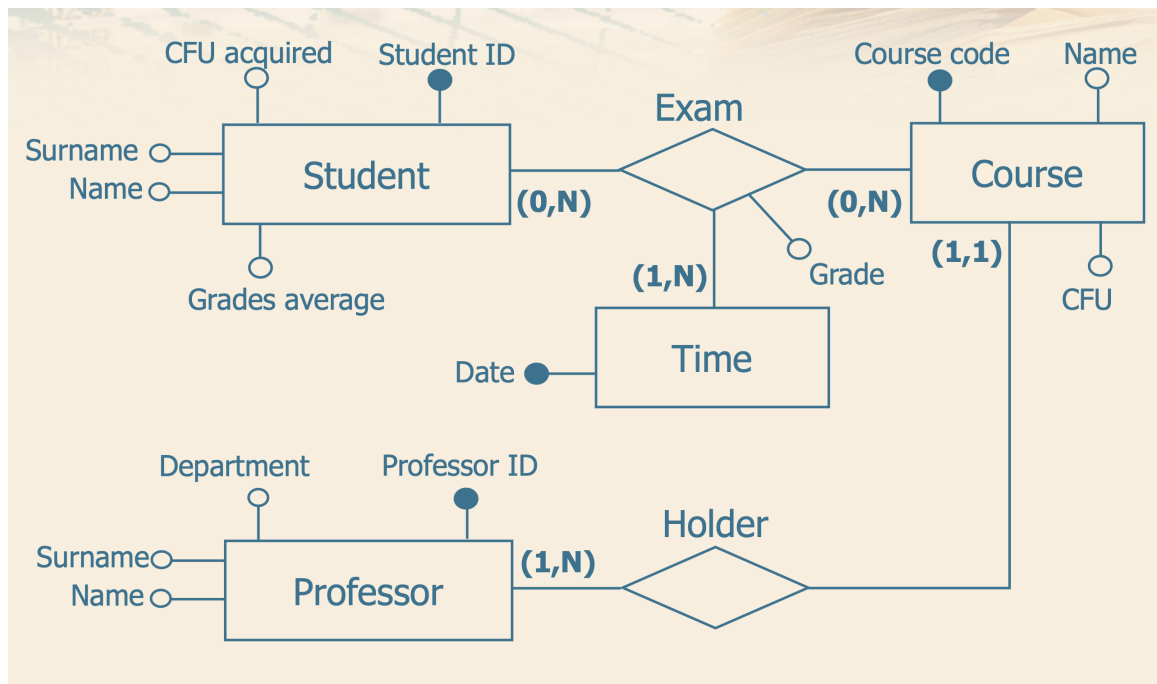 CFU acquired
Student ID
Course code
Name
Exam
Surname
Name
Student
Course
(0,N)
(0,N)
(1,1)
(1,N)
Grade
Grades average
CFU
Time
Date
Department
Professor ID
Holder
Surname
(1,N)
Name
Professor